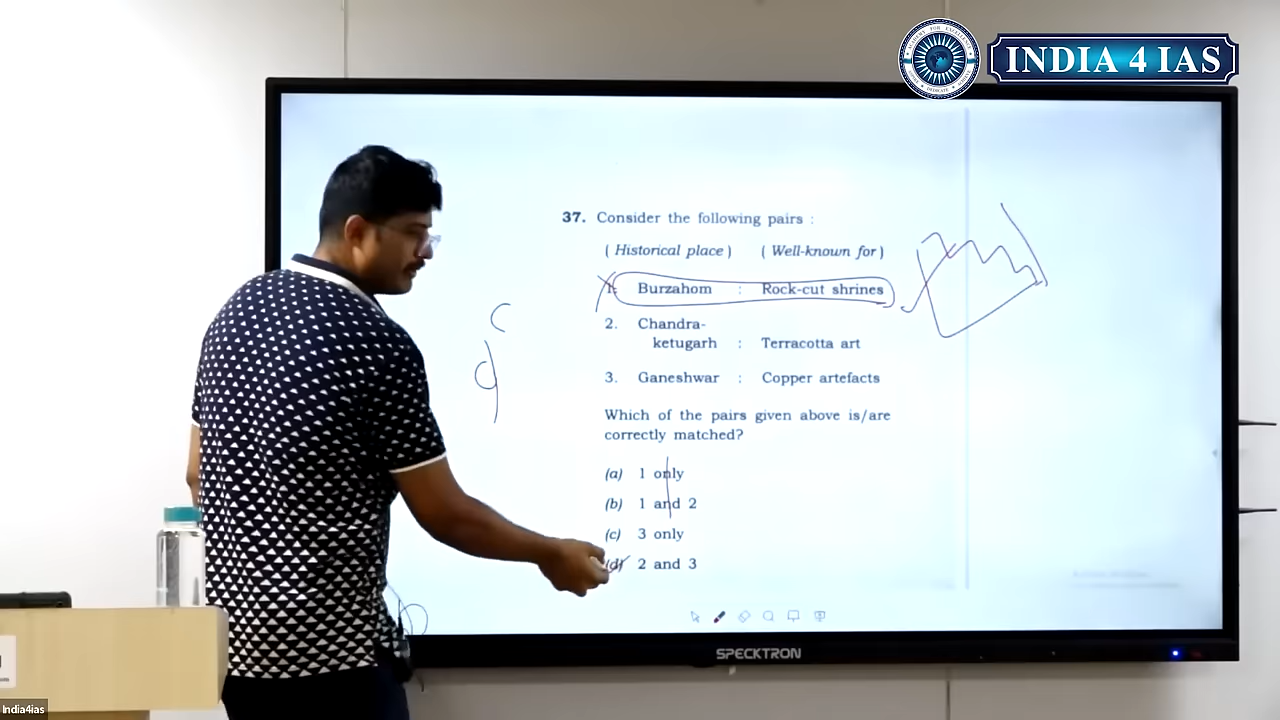 INDIA 4 IAS
37. Consider the following pairs :
( Historical place ) ( Well-known for )
1. Burzahom : Rock-cut shrines
2. Chandra-
ketugarh : Terracotta art
3. Ganeshwar : Copper artefacts
Which of the pairs given above is/are
correctly matched?
(a) 1 only
(b) 1 and 2
(c) 3 only
(d) 2 and 3
c
d
b
SPECKTRON
India4ias